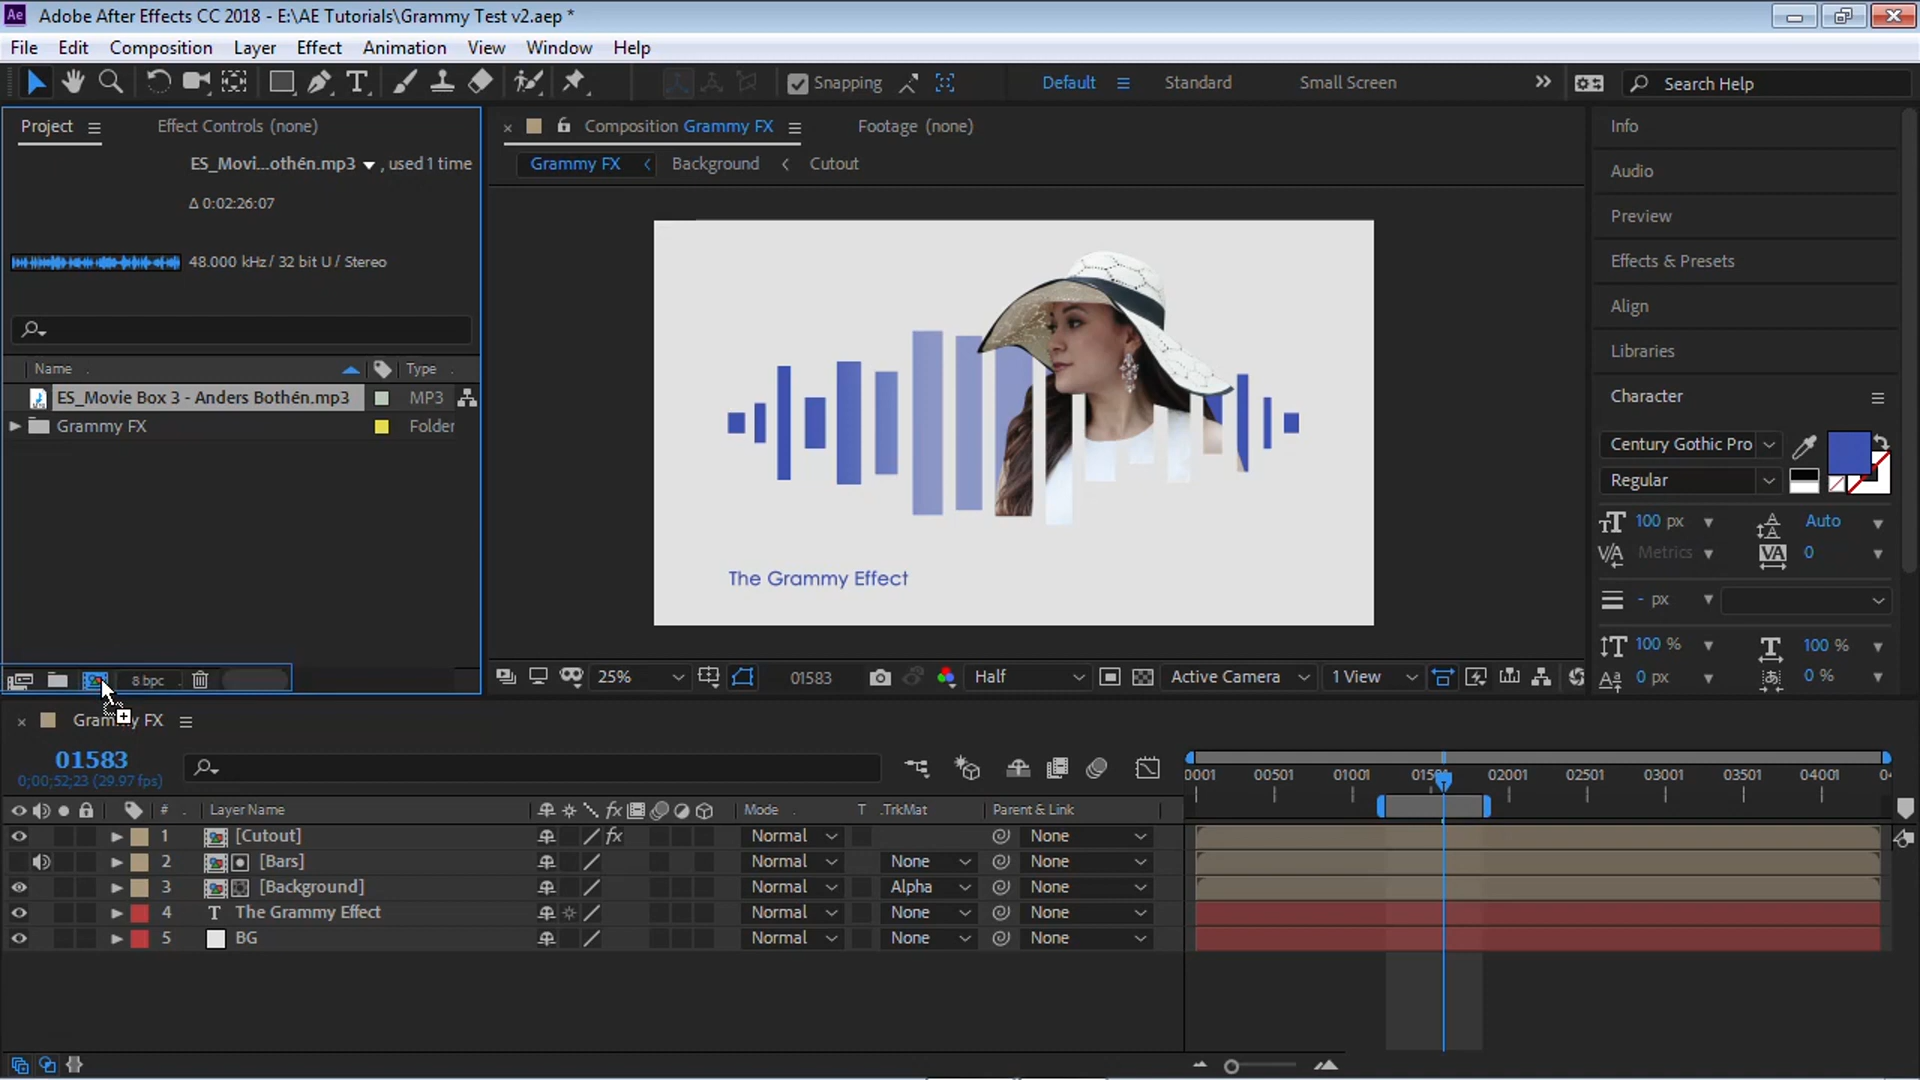 Ae Adobe After Effects CC 2018 - E:\AE Tutorials\Grammy Test v2.aep *
File Edit Composition Layer Effect Animation View Window Help
Snapping Default Standard Small Screen Search Help
Project Effect Controls (none)
Composition Grammy FX Footage (none)
Info
Grammy FX Background Cutout
ES_Movi...othén.mp3 , used 1 time
Audio
Δ 0:02:26:07
Preview
48.000 kHz / 32 bit U / Stereo
Effects & Presets
Align
Libraries
Name Type
ES_Movie Box 3 - Anders Bothén.mp3 MP3
Grammy FX Folder
Character
Century Gothic Pro
Regular
100 px Auto
Metrics 0
- px
100 % 100 %
0 px 0 %
The Grammy Effect
8 bpc
25% 01583 Half Active Camera 1 View
Grammy FX
01583
0;00;52;23 (29.97 fps)
0001 00501 01001 01501 02001 02501 03001 03501 04001 04
# Layer Name Mode T .TrkMat Parent & Link
1 [Cutout] Normal None
2 [Bars] Normal None None
3 [Background] Normal Alpha None
4 T The Grammy Effect Normal None None
5 BG Normal None None